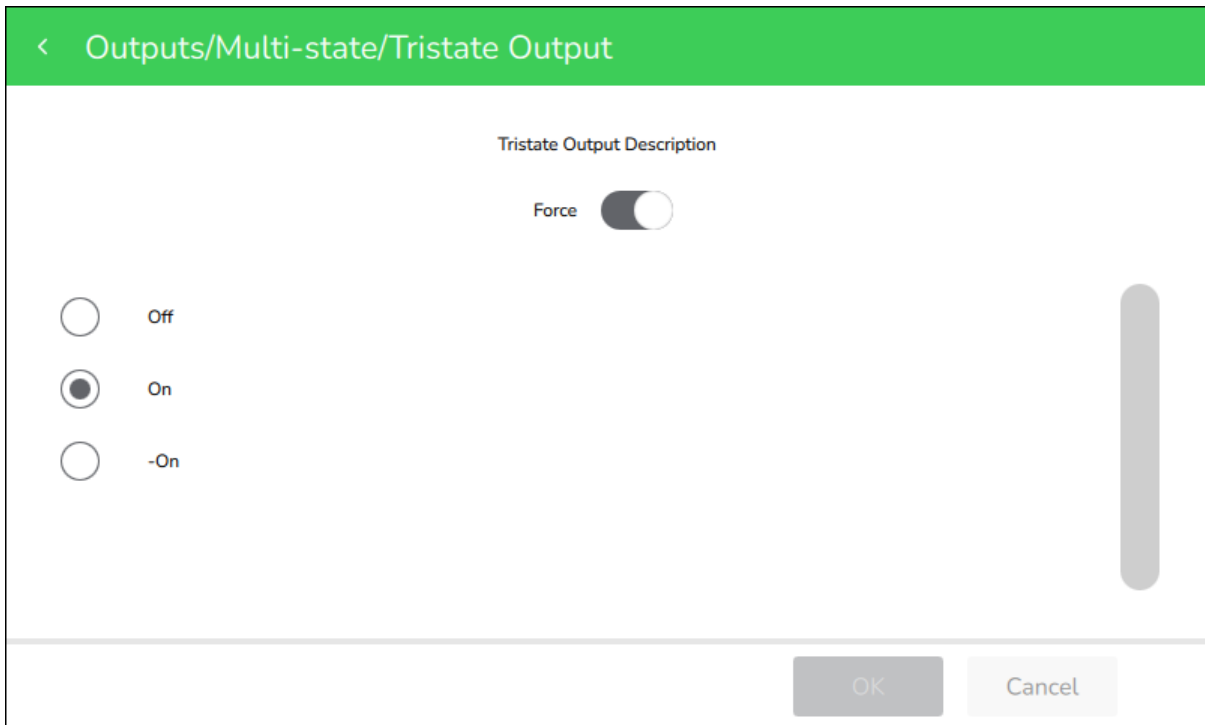 Outputs/Multi-state/Tristate Output
Tristate Output Description
Force
Off
On
-On
OK
Cancel